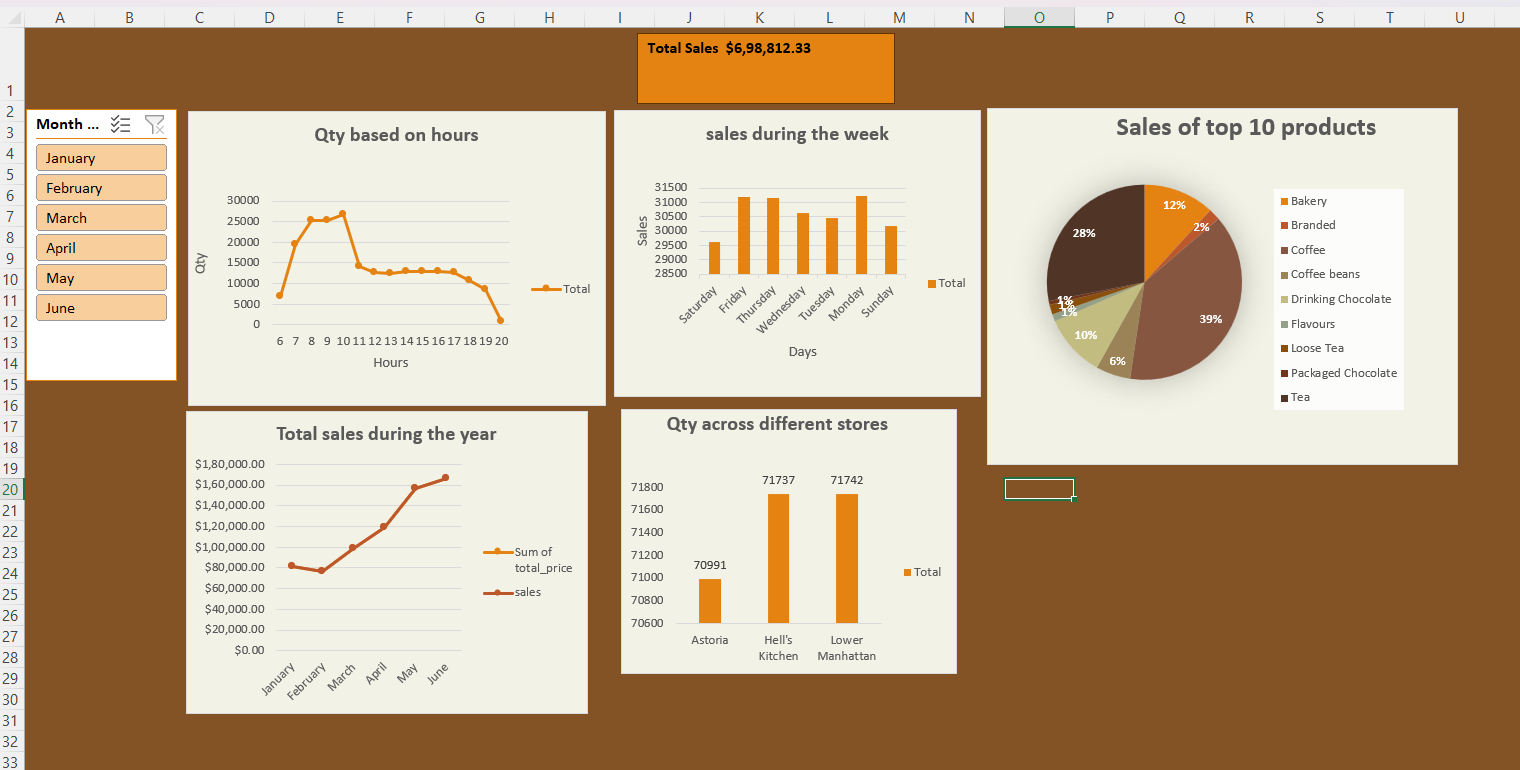 A B C D E F G H I J K L M N O P Q R S T U
1
2
3
4
5
6
7
8
9
10
11
12
13
14
15
16
17
18
19
20
21
22
23
24
25
26
27
28
29
30
31
32
33
Total Sales $6,98,812.33
Month ...
January
February
March
April
May
June
Qty based on hours
30000
25000
20000
15000
10000
5000
0
Qty
6 7 8 9 10 11 12 13 14 15 16 17 18 19 20
Hours
Total
sales during the week
31500
31000
30500
30000
29500
29000
28500
Sales
Saturday
Friday
Thursday
Wednesday
Tuesday
Monday
Sunday
Days
Total
Sales of top 10 products
12%
2%
39%
6%
10%
1%
1%
1%
28%
Bakery
Branded
Coffee
Coffee beans
Drinking Chocolate
Flavours
Loose Tea
Packaged Chocolate
Tea
Total sales during the year
$1,80,000.00
$1,60,000.00
$1,40,000.00
$1,20,000.00
$1,00,000.00
$80,000.00
$60,000.00
$40,000.00
$20,000.00
$0.00
January
February
March
April
May
June
Sum of
total_price
sales
Qty across different stores
71800
71600
71400
71200
71000
70800
70600
70991
71737
71742
Astoria
Hell's
Kitchen
Lower
Manhattan
Total